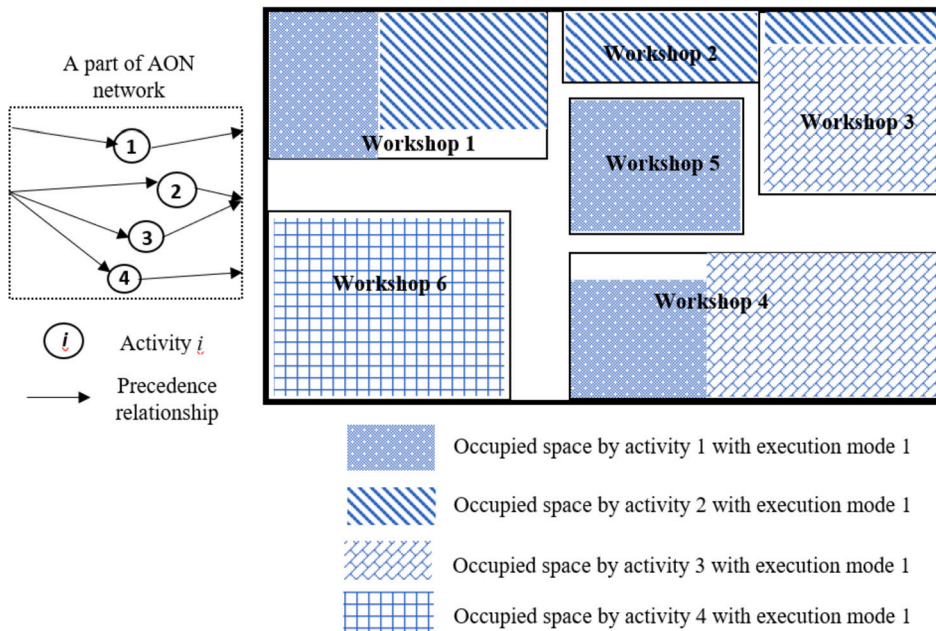 A part of AON
network
1
2
3
4
i
Activity i
Precedence
relationship
Workshop 1
Workshop 2
Workshop 3
Workshop 5
Workshop 6
Workshop 4
Occupied space by activity 1 with execution mode 1
Occupied space by activity 2 with execution mode 1
Occupied space by activity 3 with execution mode 1
Occupied space by activity 4 with execution mode 1